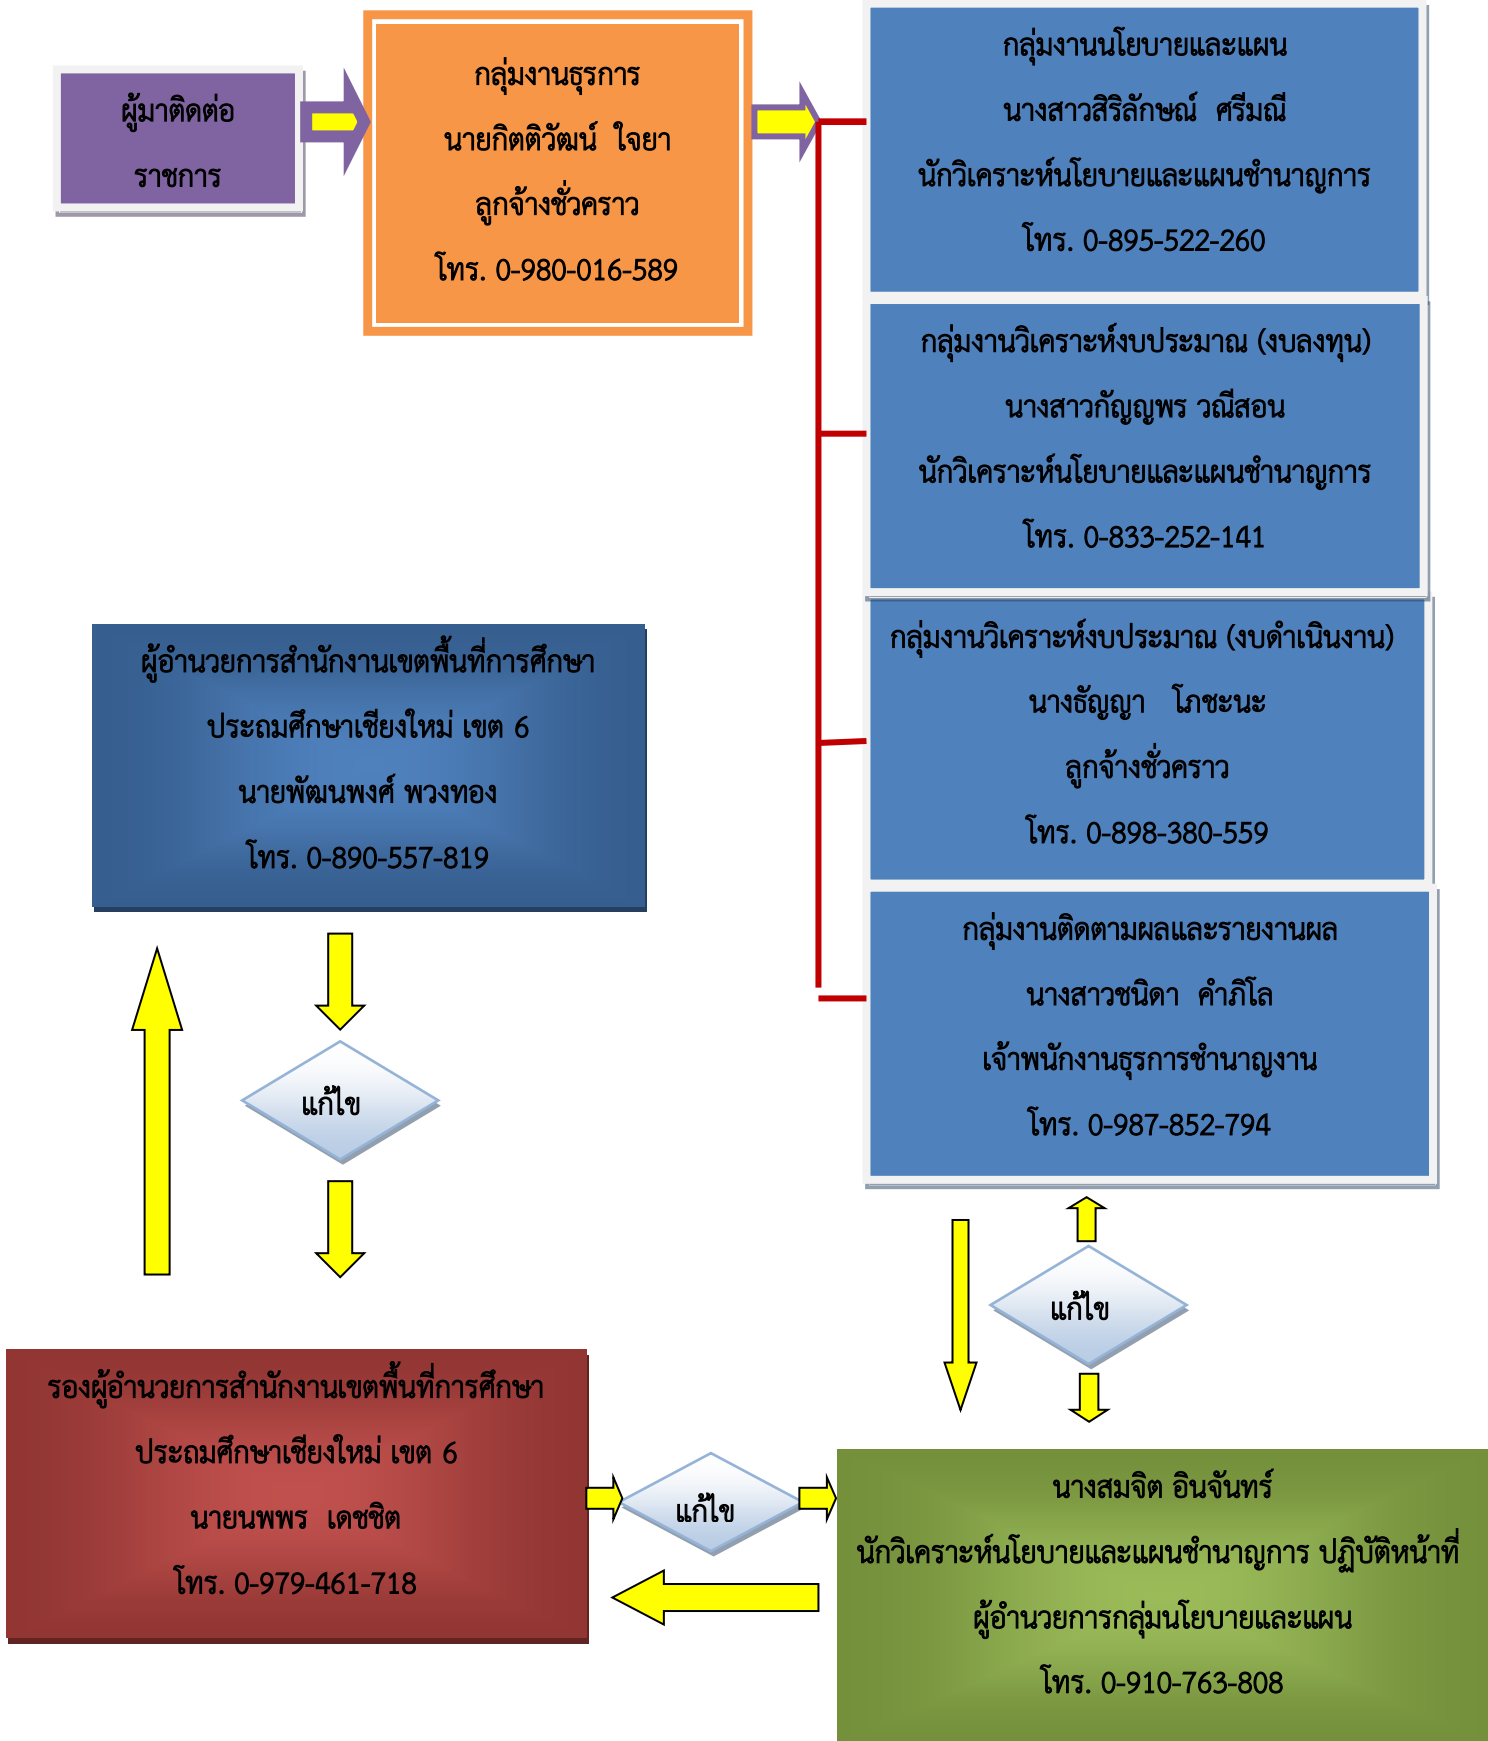 ผู้มาติดต่อ
ราชการ
กลุ่มงานธุรการ
นายกิตติวัฒน์  ใจยา
ลูกจ้างชั่วคราว
โทร. 0-980-016-589
กลุ่มงานนโยบายและแผน
นางสาวสิริลักษณ์  ศรีมณี
นักวิเคราะห์นโยบายและแผนชำนาญการ
โทร. 0-895-522-260
กลุ่มงานวิเคราะห์งบประมาณ (งบลงทุน)
นางสาวกัญญพร วณีสอน
นักวิเคราะห์นโยบายและแผนชำนาญการ
โทร. 0-833-252-141
กลุ่มงานวิเคราะห์งบประมาณ (งบดำเนินงาน)
นางธัญญา   โภชะนะ
ลูกจ้างชั่วคราว
โทร. 0-898-380-559
กลุ่มงานติดตามผลและรายงานผล
นางสาวชนิดา  คำภิโล
เจ้าพนักงานธุรการชำนาญงาน
โทร. 0-987-852-794
ผู้อำนวยการสำนักงานเขตพื้นที่การศึกษา
ประถมศึกษาเชียงใหม่ เขต 6
นายพัฒนพงศ์ พวงทอง
โทร. 0-890-557-819
แก้ไข
แก้ไข
รองผู้อำนวยการสำนักงานเขตพื้นที่การศึกษา
ประถมศึกษาเชียงใหม่ เขต 6
นายนพพร  เดชชิต
โทร. 0-979-461-718
แก้ไข
นางสมจิต อินจันทร์
นักวิเคราะห์นโยบายและแผนชำนาญการ ปฏิบัติหน้าที่
ผู้อำนวยการกลุ่มนโยบายและแผน
โทร. 0-910-763-808